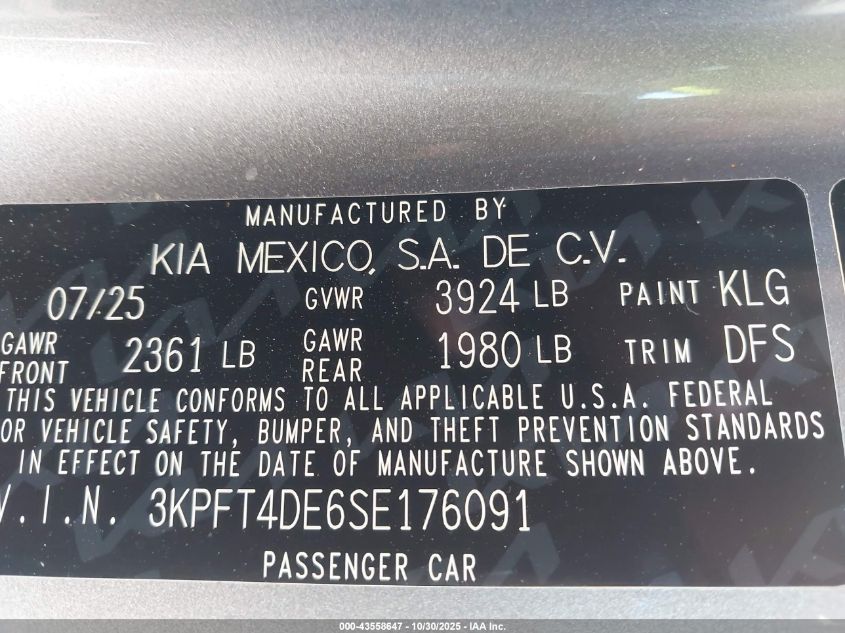 MANUFACTURED BY
KIA MEXICO, S.A. DE C.V.
07/25 GVWR 3924 LB PAINT KLG
GAWR FRONT 2361 LB GAWR REAR 1980 LB TRIM DFS
THIS VEHICLE CONFORMS TO ALL APPLICABLE U.S.A. FEDERAL
OR VEHICLE SAFETY, BUMPER, AND THEFT PREVENTION STANDARDS
IN EFFECT ON THE DATE OF MANUFACTURE SHOWN ABOVE.
V.I.N. 3KPFT4DE6SE176091
PASSENGER CAR
000-43558647 - 10/30/2025 - IAA Inc.